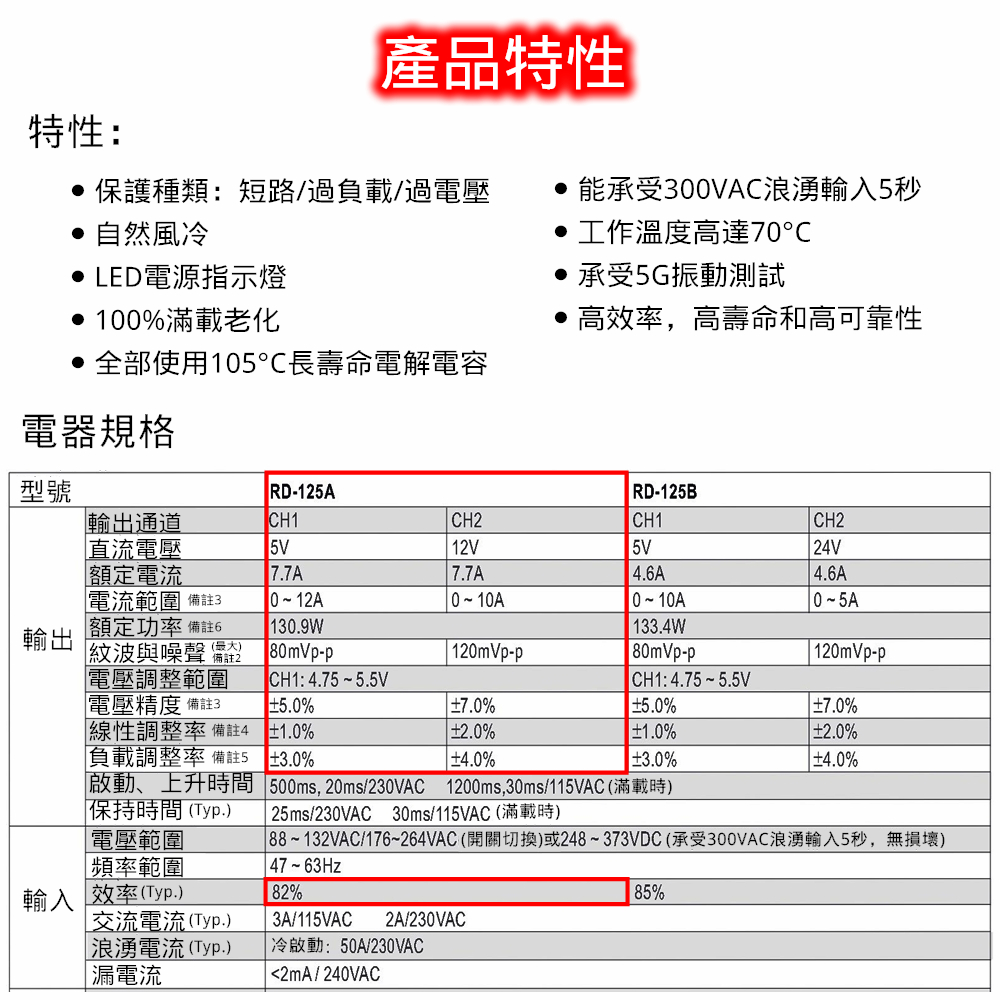 產品特性
特性：
● 保護種類：短路/過負載/過電壓
● 自然風冷
● LED電源指示燈
● 100%滿載老化
● 全部使用105°C長壽命電解電容
● 能承受300VAC浪湧輸入5秒
● 工作溫度高達70°C
● 承受5G振動測試
● 高效率，高壽命和高可靠性
電器規格
型號 RD-125A RD-125B
輸出
輸出通道 CH1 CH2 CH1 CH2
直流電壓 5V 12V 5V 24V
額定電流 7.7A 7.7A 4.6A 4.6A
電流範圍 備註3 0 ~ 12A 0 ~ 10A 0 ~ 10A 0 ~ 5A
額定功率 備註6 130.9W 133.4W
紋波與噪聲 (最大) 備註2 80mVp-p 120mVp-p 80mVp-p 120mVp-p
電壓調整範圍 CH1: 4.75 ~ 5.5V CH1: 4.75 ~ 5.5V
電壓精度 備註3 ±5.0% ±7.0% ±5.0% ±7.0%
線性調整率 備註4 ±1.0% ±2.0% ±1.0% ±2.0%
負載調整率 備註5 ±3.0% ±4.0% ±3.0% ±4.0%
啟動、上升時間 500ms, 20ms/230VAC 1200ms,30ms/115VAC (滿載時)
保持時間 (Typ.) 25ms/230VAC 30ms/115VAC (滿載時)
輸入
電壓範圍 88 ~ 132VAC/176~264VAC (開關切換)或248 ~ 373VDC (承受300VAC浪湧輸入5秒，無損壞)
頻率範圍 47 ~ 63Hz
效率(Typ.) 82% 85%
交流電流 (Typ.) 3A/115VAC 2A/230VAC
浪湧電流 (Typ.) 冷啟動：50A/230VAC
漏電流 <2mA / 240VAC